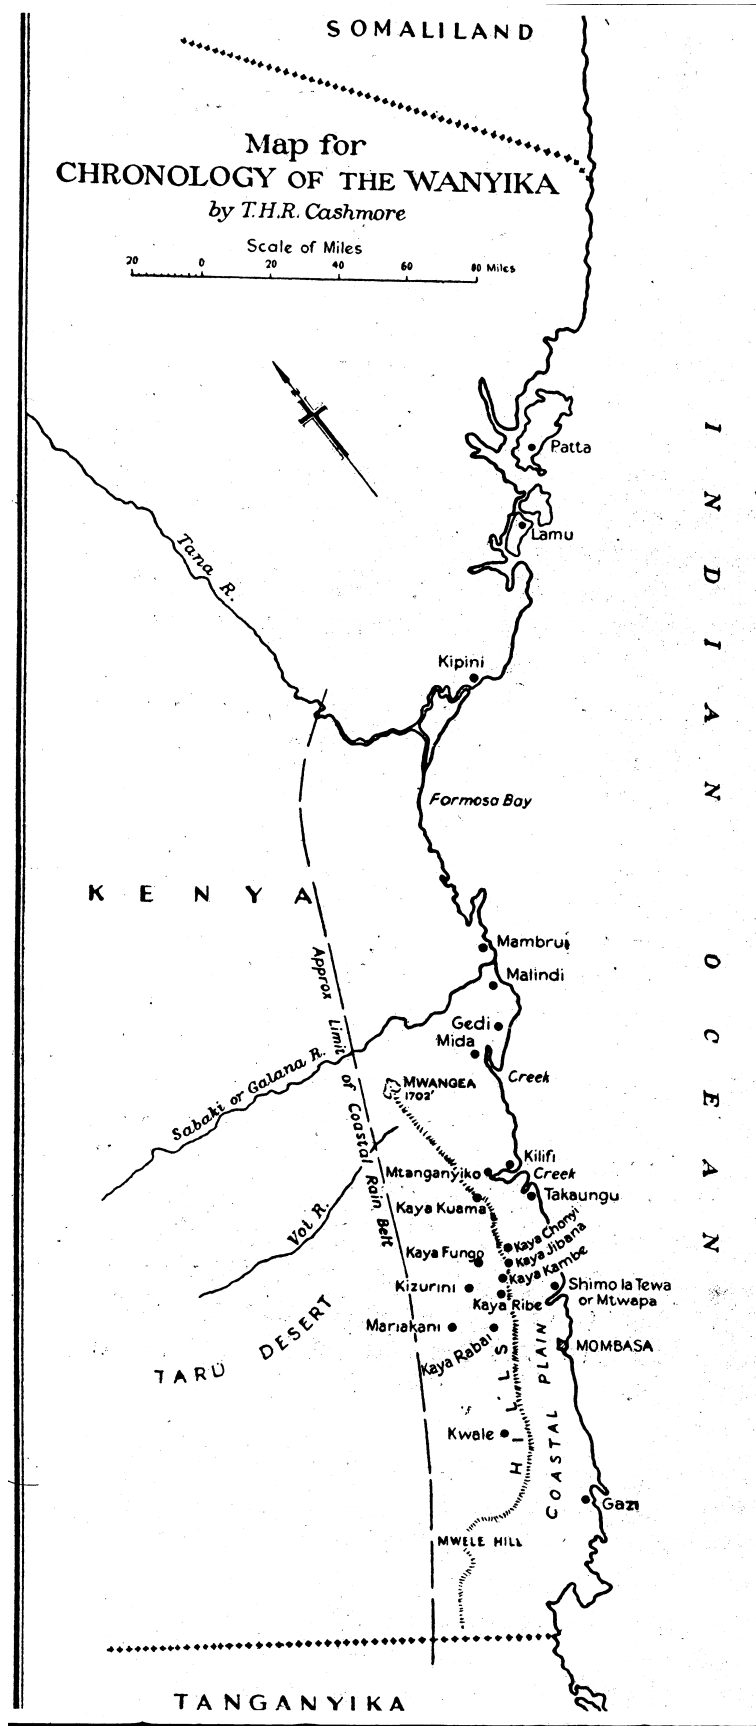 SOMALILAND
Map for
CHRONOLOGY OF THE WANYIKA
by T.H.R. Cashmore
Scale of Miles
20 0 20 40 60 80 Miles
N
Patta
Lamu
Tana R.
Kipini
Formosa Bay
INDIAN OCEAN
KENYA
Mambrui
Malindi
Approx Limit of Coastal Rain Belt
Gedi
Mida
Creek
Sabaki or Galana R.
MWANGEA
1702'
Kilifi
Creek
Mtanganyiko
Takaungu
Kaya Kuama
Voi R.
Kaya Chonyi
Kaya Jibana
Kaya Fungo
Kaya Kambe
Kizurini
Shimo la Tewa
or Mtwapa
Kaya Ribe
Mariakani
TARU DESERT
Kaya Rabai
MOMBASA
HILLS
COASTAL PLAIN
Kwale
Gazi
MWELE HILL
TANGANYIKA